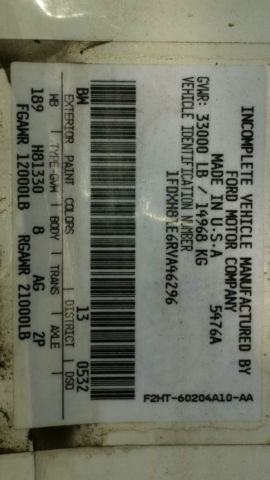 INCOMPLETE VEHICLE MANUFACTURED BY
FORD MOTOR COMPANY
MADE IN U.S.A 5476A
GVWR: 33000 LB / 14968 KG
VEHICLE IDENTIFICATION NUMBER
1FDXH81E6RVA46296
F2HT-60204A10-AA
BW 13 0532
EXTERIOR PAINT COLORS DISTRICT DSO
WB TYPE-GVW BODY TRANS AXLE
189 H81330 8 AG 2P
FGAWR 12000LB RGAWR 21000LB